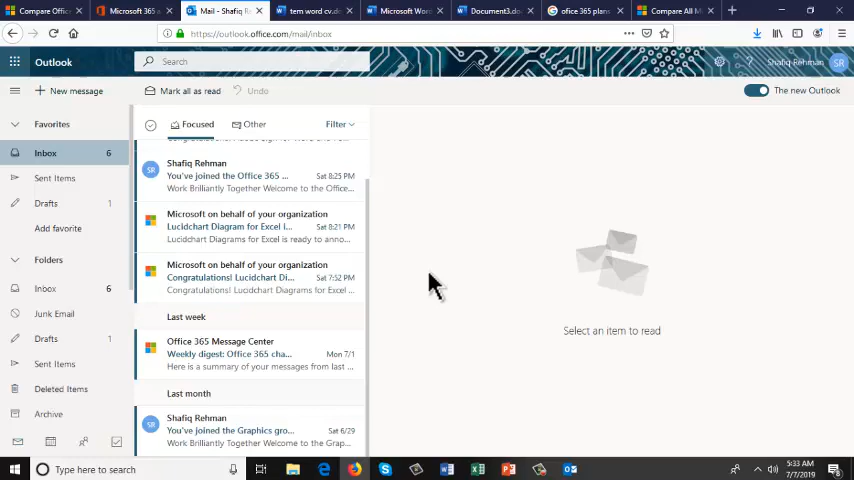 Compare Offic
Microsoft 365 a
Mail - Shafiq R
tem word cv.d
Microsoft Word
Document3.do
ofice 365 plans
Compare All M
https://outlook.office.com/mail/inbox
Outlook
Search
Shafiq Rehman
SR
New message
Mark all as read
Undo
The new Outlook
Favorites
Focused
Other
Filter
Inbox 6
Sent Items
Drafts 1
Add favorite
Folders
Inbox 6
Junk Email
Drafts 1
Sent Items
Deleted Items
Archive
SR
Shafiq Rehman
You've joined the Office 365 ... Sat 8:25 PM
Work Brilliantly Together Welcome to the Office...
Microsoft on behalf of your organization
Lucidchart Diagram for Excel i... Sat 8:21 PM
Lucidchart Diagrams for Excel is ready to anno...
Microsoft on behalf of your organization
Congratulations! Lucidchart Di... Sat 7:52 PM
Congratulations! Lucidchart Diagrams for Excel ...
Last week
Office 365 Message Center
Weekly digest: Office 365 cha... Mon 7/1
Here is a summary of your messages from last ...
Last month
SR
Shafiq Rehman
You've joined the Graphics gro... Sat 6/29
Work Brilliantly Together Welcome to the Grap...
Select an item to read
Type here to search
5:33 AM
7/7/2019